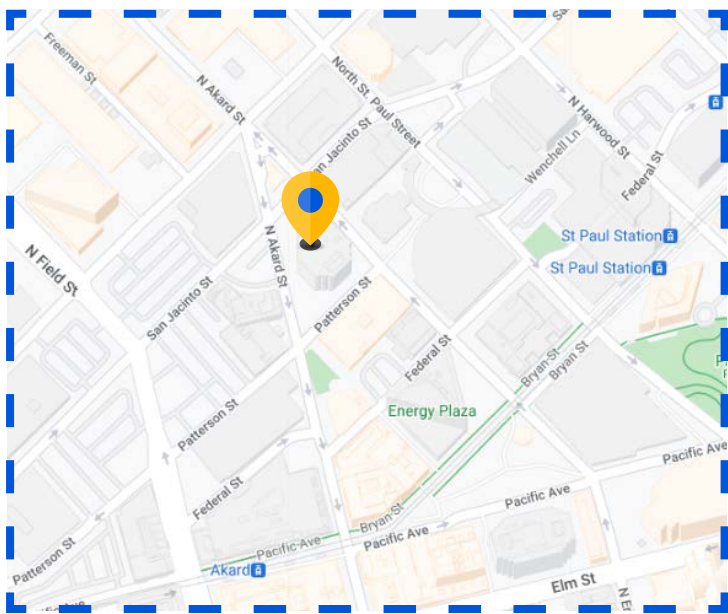 Freeman St
N Akard St
North St. Paul Street
N Harwood St
San Jacinto St
Wenchell Ln
Federal St
St Paul Station
St Paul Station
N Field St
N Akard St
San Jacinto St
Patterson St
Federal St
Bryan St
Bryan St
Energy Plaza
Patterson St
Federal St
Pacific Ave
Pacific Ave
Bryan St
Pacific Ave
Pacific Ave
Patterson St
Akard
Elm St
Pacific Ave